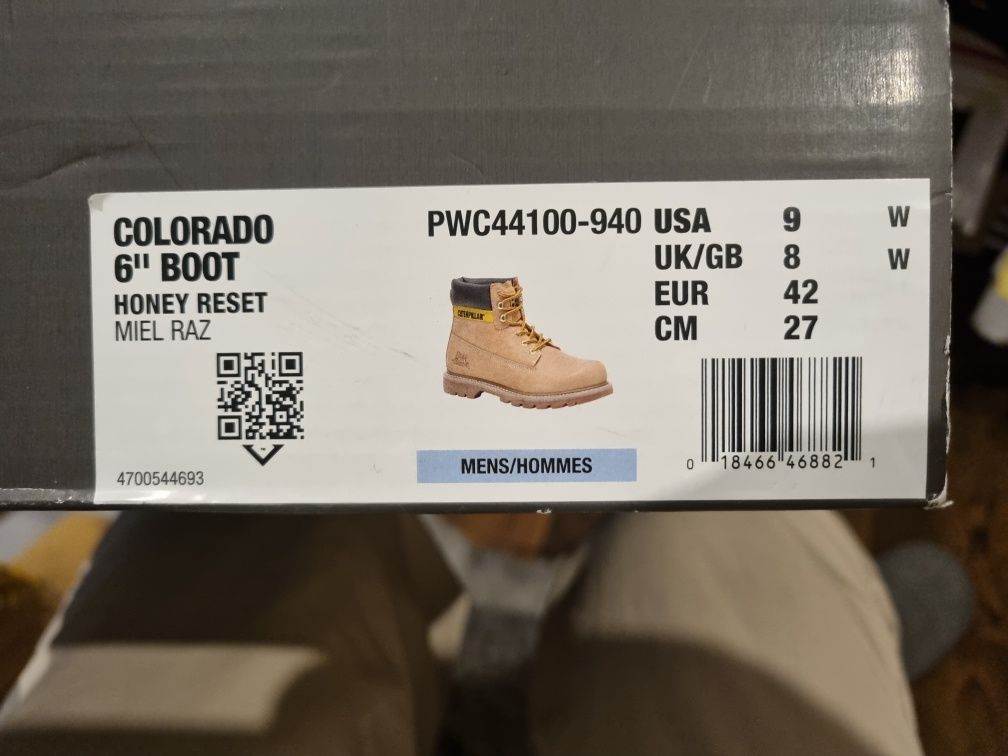 COLORADO
6" BOOT
HONEY RESET
MIEL RAZ
4700544693
PWC44100-940
CATERPILLAR
MENS/HOMMES
USA 9 W
UK/GB 8 W
EUR 42
CM 27
0 18466 46882 1